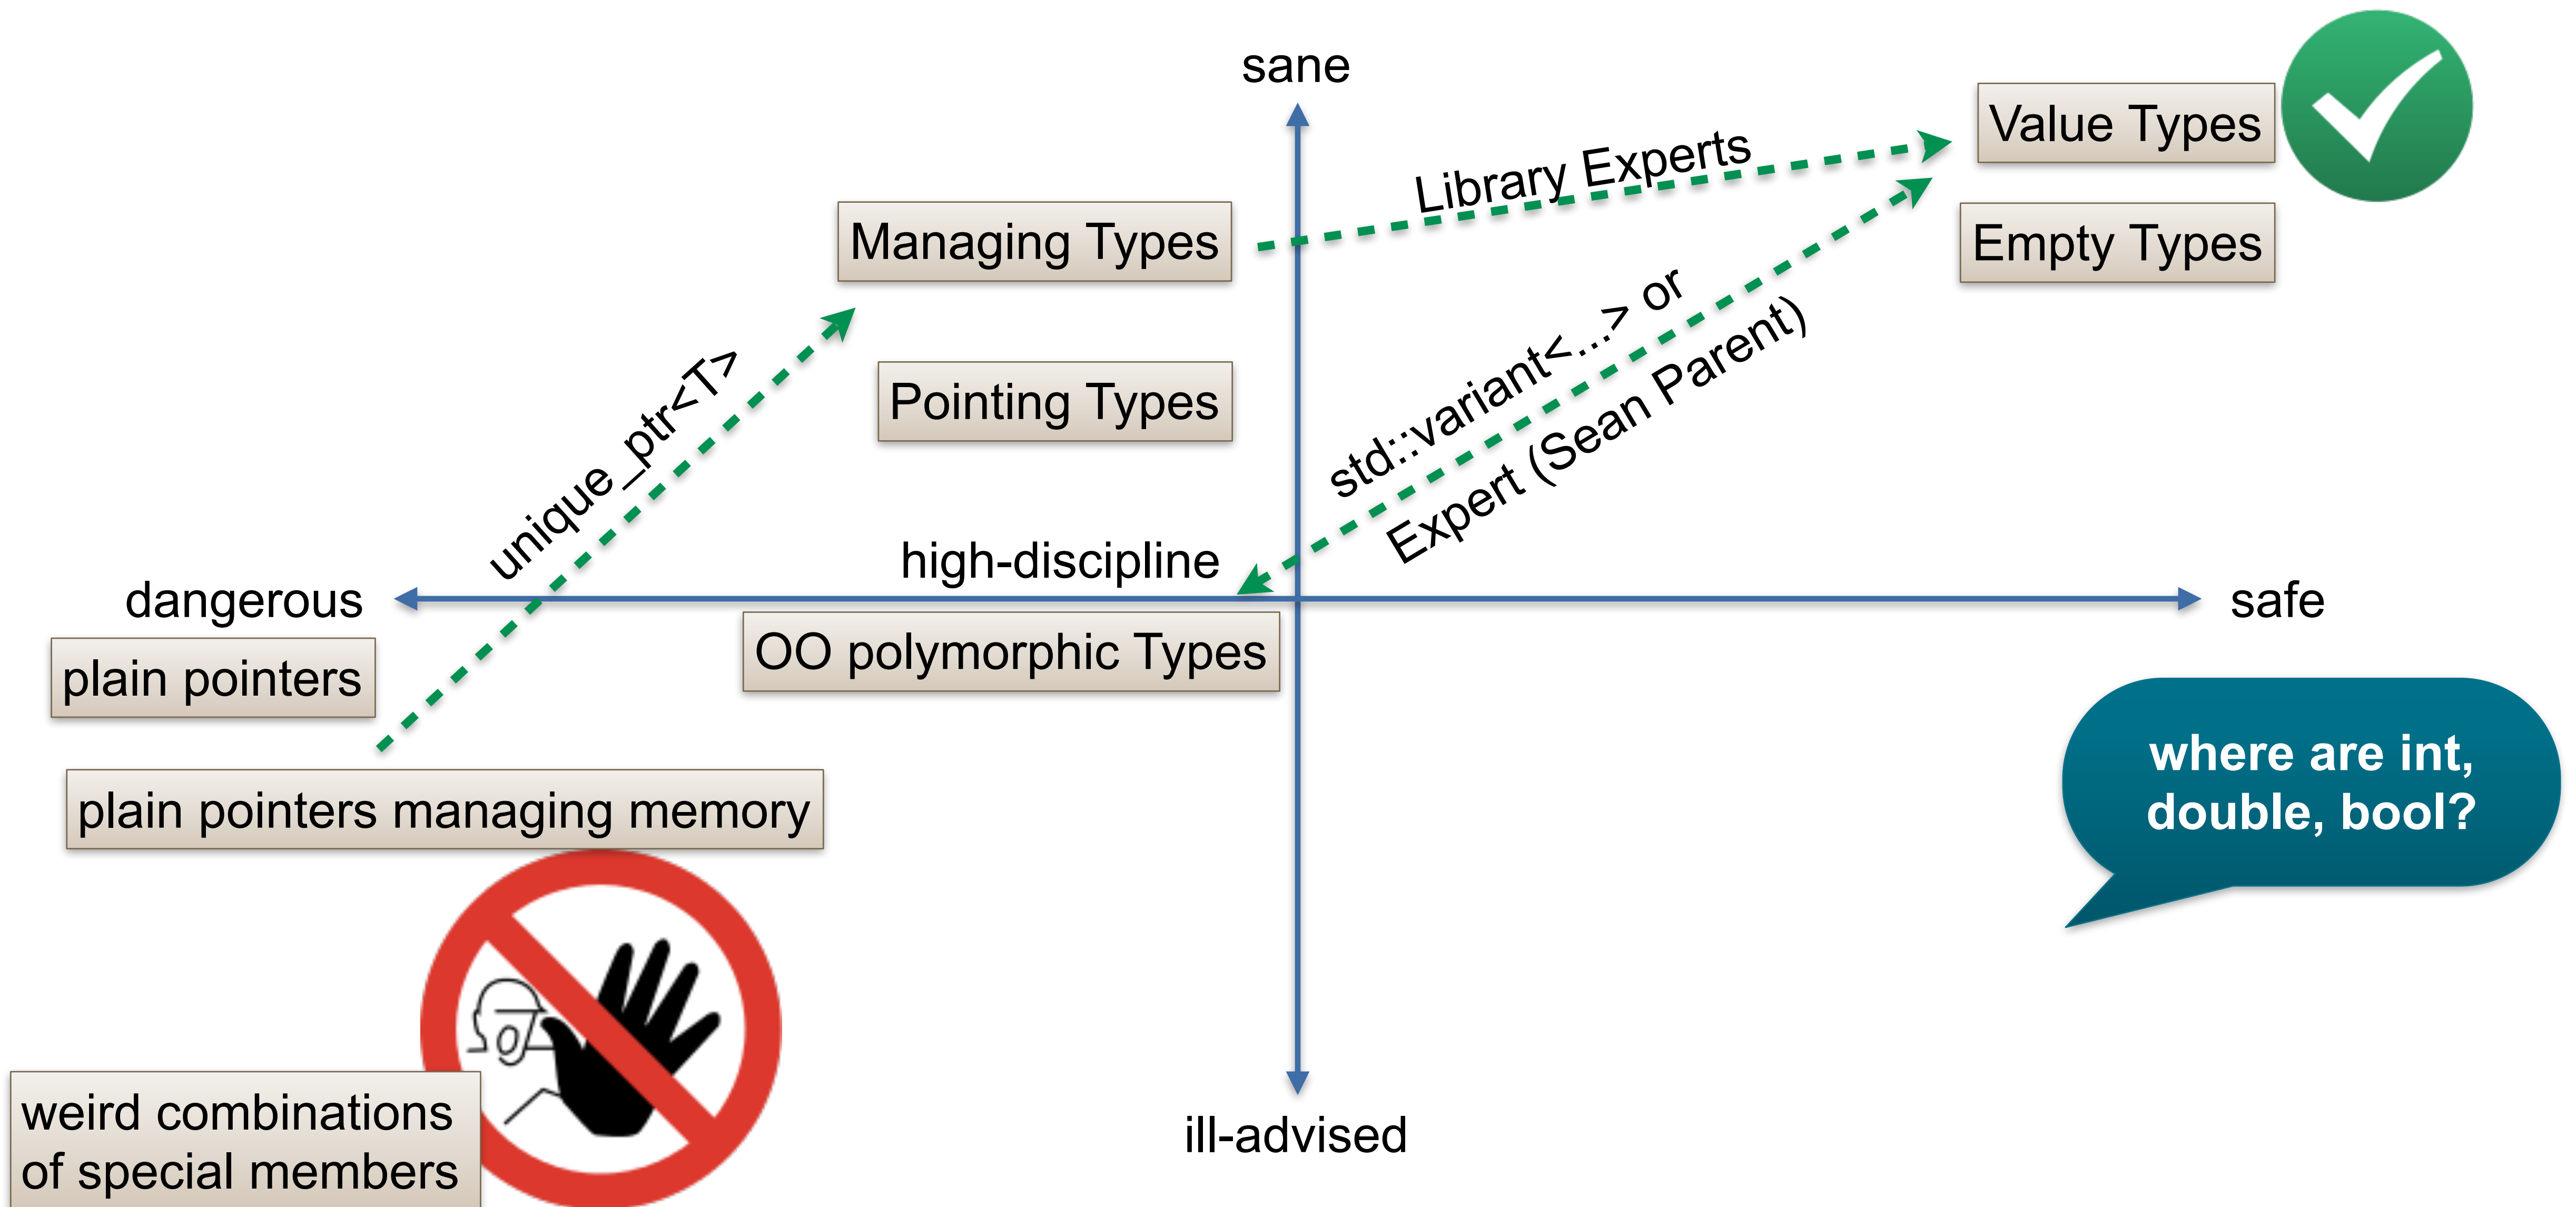 sane
Value Types
Library Experts
Managing Types
Empty Types
std::variant<...> or
Expert (Sean Parent)
unique_ptr<T>
Pointing Types
high-discipline
dangerous
safe
plain pointers
OO polymorphic Types
where are int,
double, bool?
plain pointers managing memory
weird combinations
of special members
ill-advised